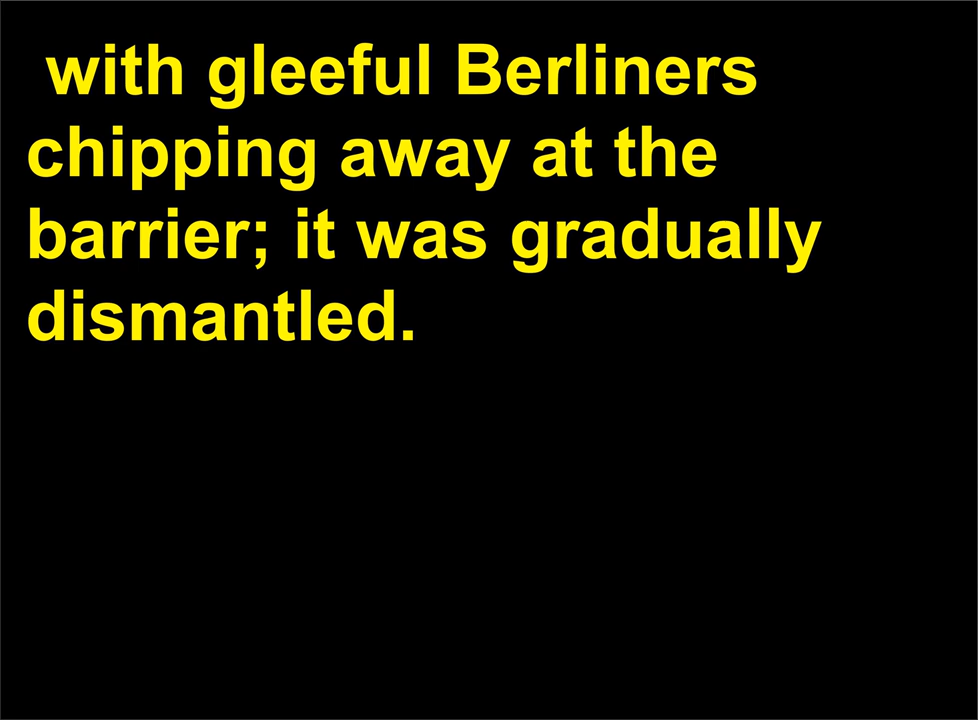 with gleeful Berliners
chipping away at the
barrier; it was gradually
dismantled.